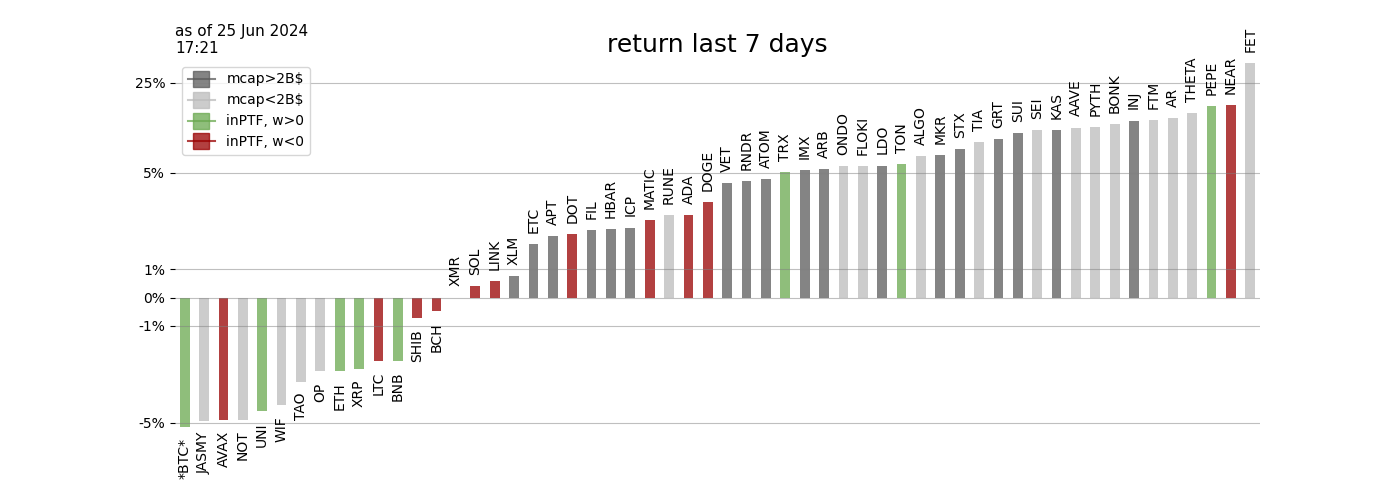 as of 25 Jun 2024
17:21
return last 7 days
mcap>2B$
mcap<2B$
inPTF, w>0
inPTF, w<0
25%
5%
1%
0%
-1%
-5%
*BTC*
JASMY
AVAX
NOT
UNI
WIF
TAO
OP
ETH
XRP
LTC
BNB
SHIB
BCH
XMR
SOL
LINK
XLM
ETC
APT
DOT
FIL
HBAR
ICP
MATIC
RUNE
ADA
DOGE
VET
RNDR
ATOM
TRX
IMX
ARB
ONDO
FLOKI
LDO
TON
ALGO
MKR
STX
TIA
GRT
SUI
SEI
KAS
AAVE
PYTH
BONK
INJ
FTM
AR
THETA
PEPE
NEAR
FET